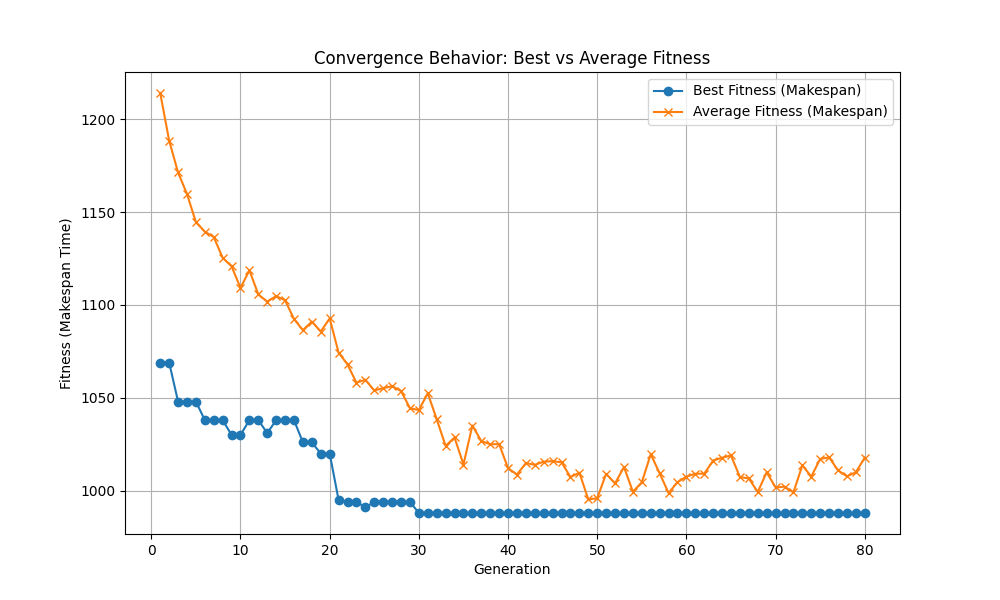 Convergence Behavior: Best vs Average Fitness
Best Fitness (Makespan)
Average Fitness (Makespan)
Fitness (Makespan Time)
1200
1150
1100
1050
1000
0 10 20 30 40 50 60 70 80
Generation